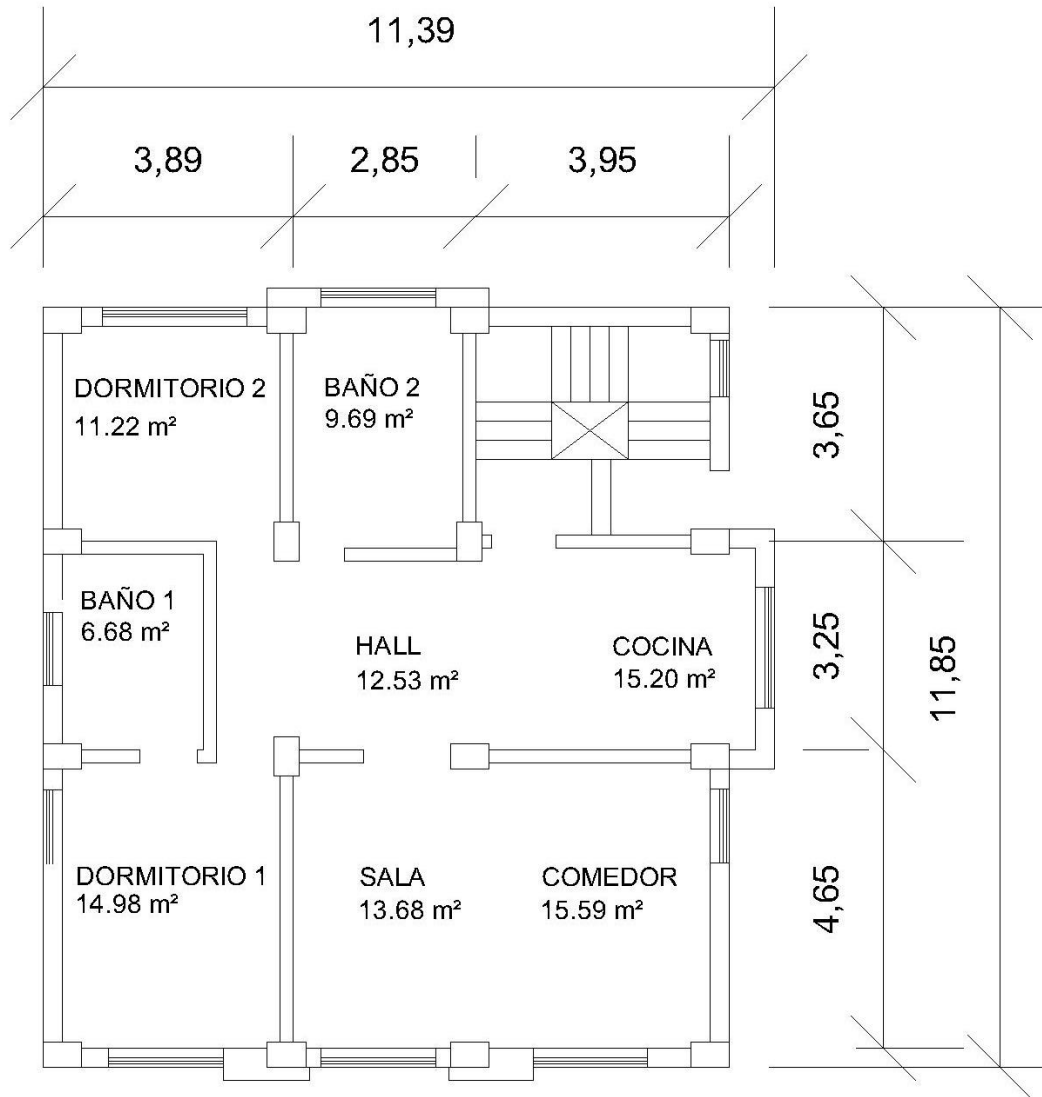 11,39
3,89
2,85
3,95
DORMITORIO 2
11.22 m²
BAÑO 2
9.69 m²
3,65
BAÑO 1
6.68 m²
HALL
12.53 m²
COCINA
15.20 m²
3,25
11,85
DORMITORIO 1
14.98 m²
SALA
13.68 m²
COMEDOR
15.59 m²
4,65